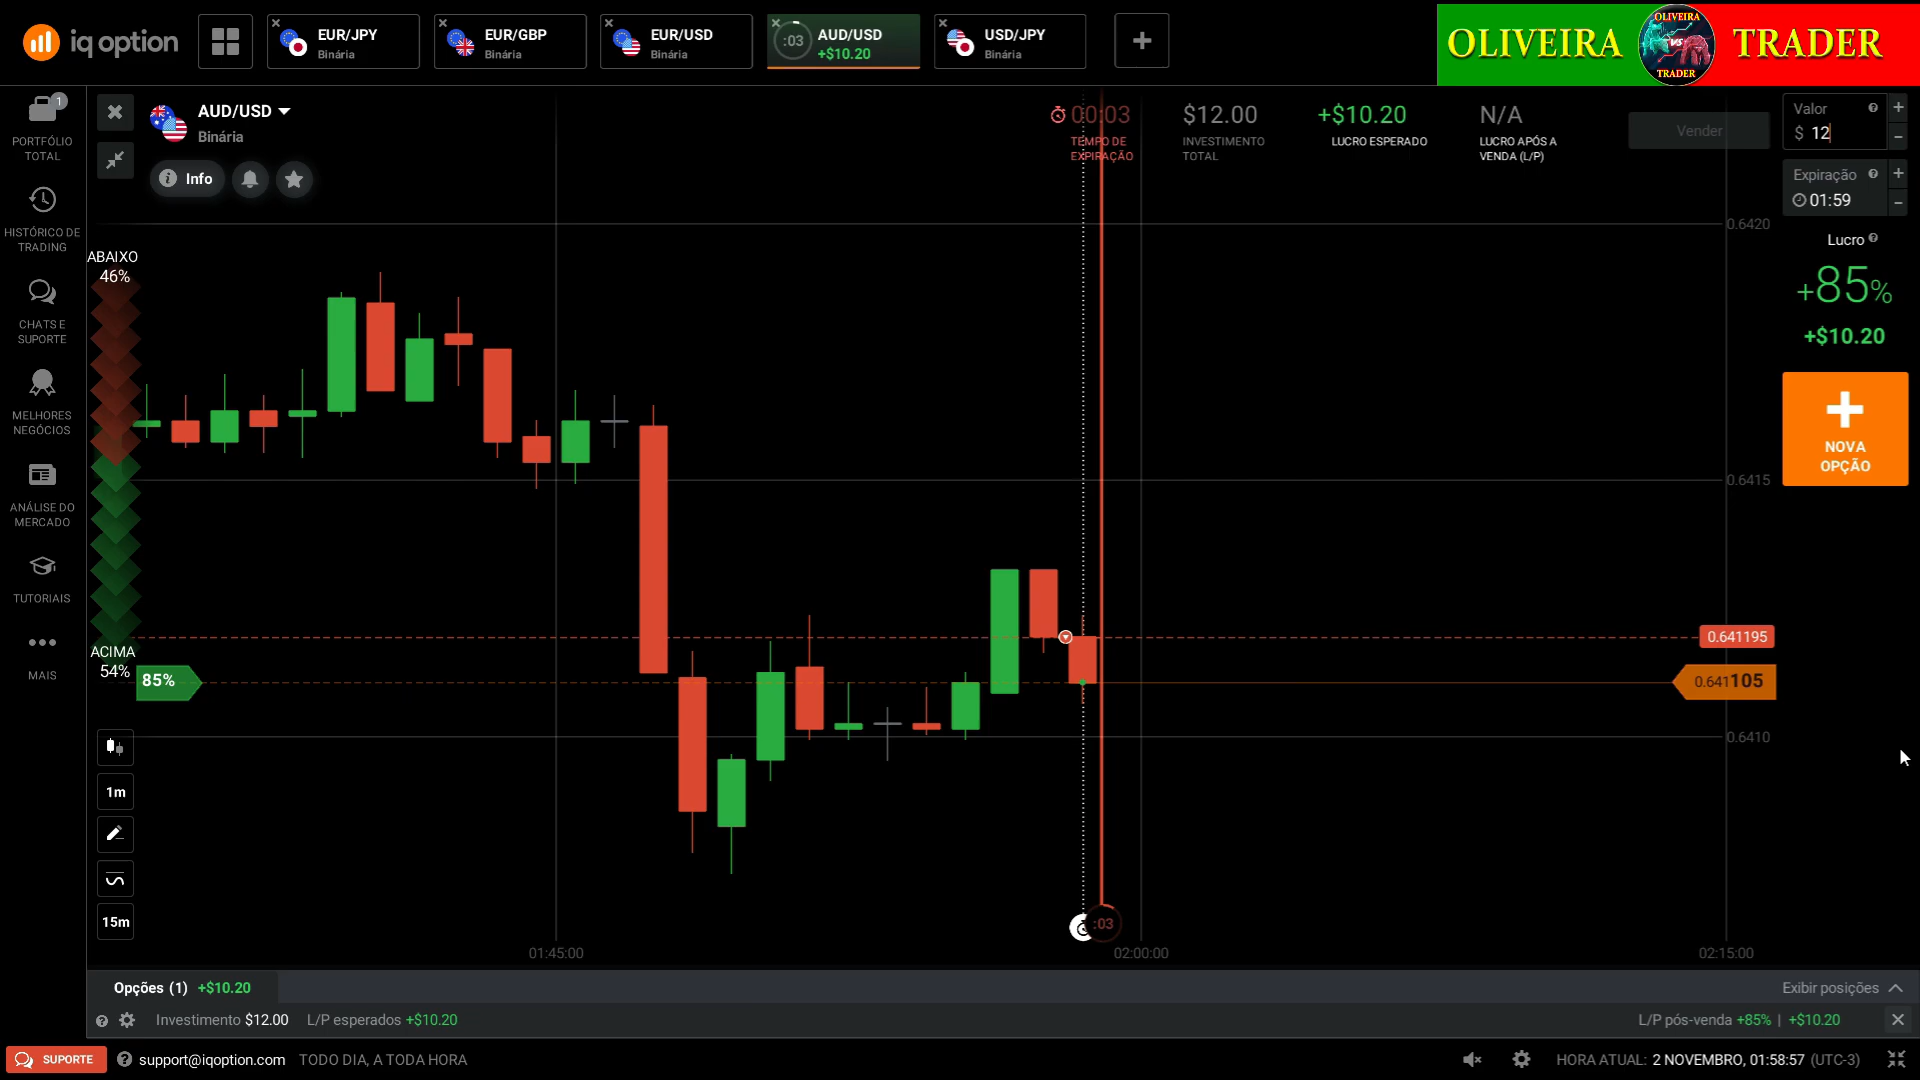 iq option
EUR/JPY
Binária
EUR/GBP
Binária
EUR/USD
Binária
:03
AUD/USD
+$10.20
USD/JPY
Binária
OLIVEIRA
OLIVEIRA
VS
TRADER
TRADER
1
PORTFÓLIO
TOTAL
HISTÓRICO DE
TRADING
CHATS E
SUPORTE
MELHORES
NEGÓCIOS
ANÁLISE DO
MERCADO
TUTORIAIS
MAIS
AUD/USD
Binária
Info
00:03
TEMPO DE
EXPIRAÇÃO
$12.00
INVESTIMENTO
TOTAL
+$10.20
LUCRO ESPERADO
N/A
LUCRO APÓS A
VENDA (L/P)
Vender
Valor
$ 12
Expiração
01:59
Lucro
+85%
+$10.20
NOVA
OPÇÃO
ABAIXO
46%
ACIMA
54%
85%
0.6420
0.6415
0.641195
0.641105
0.6410
1m
15m
:03
01:45:00
02:00:00
02:15:00
Opções (1) +$10.20
Exibir posições
Investimento $12.00 L/P esperados +$10.20
L/P pós-venda +85% | +$10.20
SUPORTE
support@iqoption.com TODO DIA, A TODA HORA
HORA ATUAL: 2 NOVEMBRO, 01:58:57 (UTC-3)